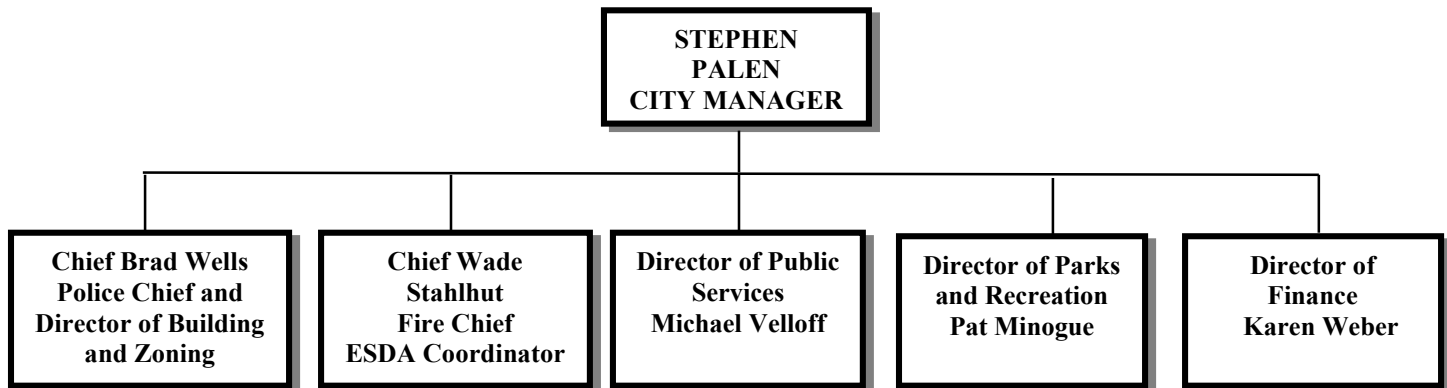 STEPHEN
PALEN
CITY MANAGER
Chief Brad Wells
Police Chief and
Director of Building
and Zoning
Chief Wade
Stahlhut
Fire Chief
ESDA Coordinator
Director of Public
Services
Michael Velloff
Director of Parks
and Recreation
Pat Minogue
Director of
Finance
Karen Weber